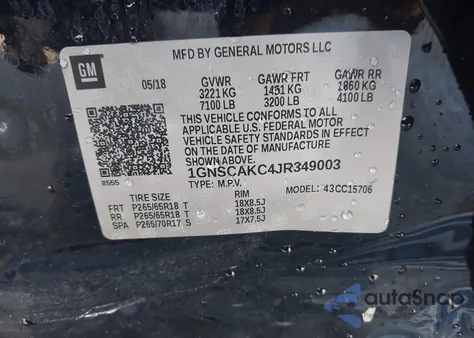 GM
MFD BY GENERAL MOTORS LLC
05/18 GVWR GAWR FRT GAWR RR
3221 KG 1451 KG 1860 KG
7100 LB 3200 LB 4100 LB
THIS VEHICLE CONFORMS TO ALL
APPLICABLE U.S. FEDERAL MOTOR
VEHICLE SAFETY STANDARDS IN
EFFECT ON THE DATE OF
MANUFACTURE SHOWN ABOVE.
1GNSCAKC4JR349003
8555 TYPE: M.P.V. MODEL: 43CC15706
TIRE SIZE RIM
FRT P265/65R18 T 18X8.5J
RR P265/65R18 T 18X8.5J
SPA P265/70R17 S 17X7.5J
autoSnap